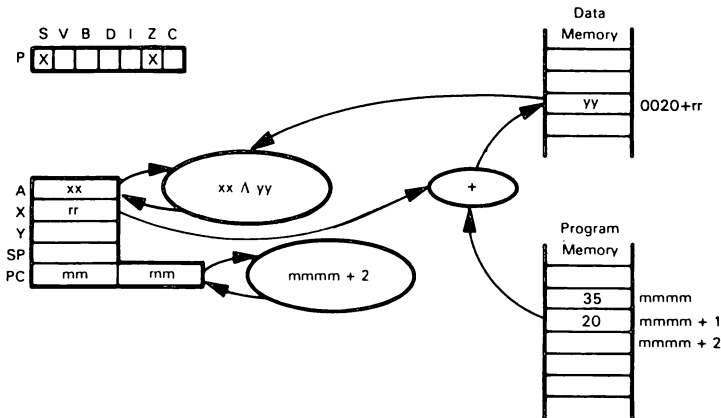 S V B D I Z C
P X X
Data
Memory
yy 0020+rr
A xx
X rr
Y
SP
PC mm mm
xx Λ yy
+
mmmm + 2
Program
Memory
35 mmmm
20 mmmm + 1
mmmm + 2